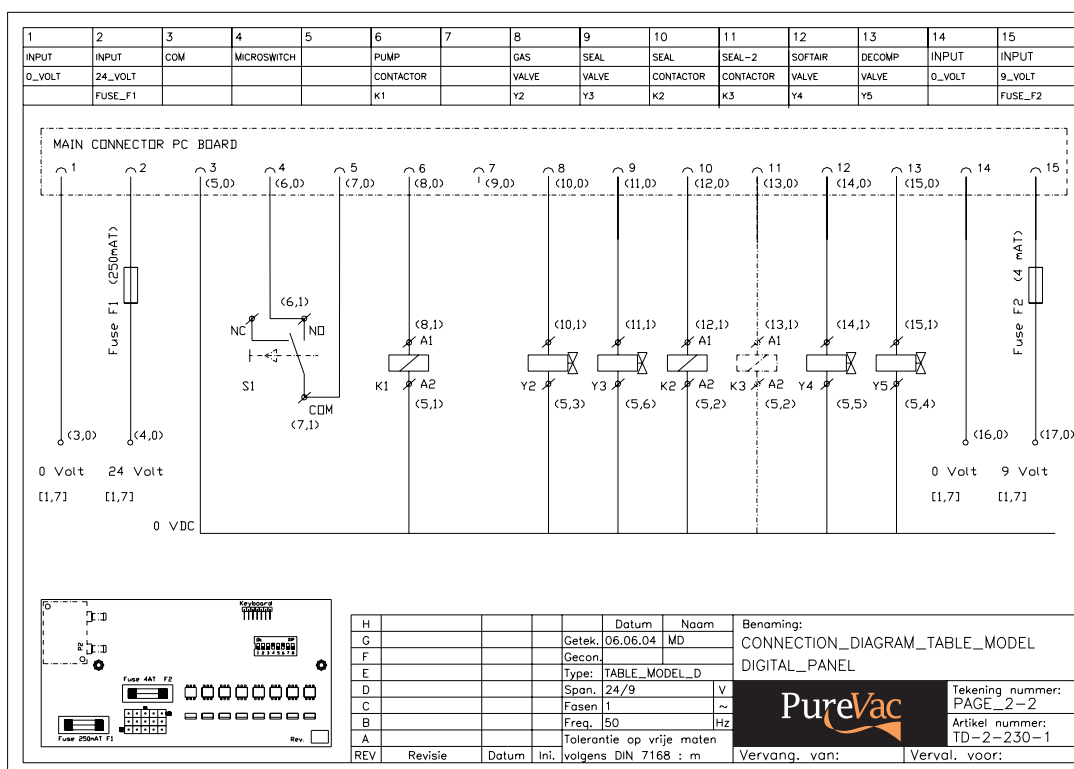 1 2 3 4 5 6 7 8 9 10 11 12 13 14 15
INPUT INPUT COM MICROSWITCH PUMP GAS SEAL SEAL SEAL-2 SOFTAIR DECOMP INPUT INPUT
0_VOLT 24_VOLT CONTACTOR VALVE VALVE CONTACTOR CONTACTOR VALVE VALVE 0_VOLT 9_VOLT
FUSE_F1 K1 Y2 Y3 K2 K3 Y4 Y5 FUSE_F2
MAIN CONNECTOR PC BOARD
1 2 3 4 5 6 7 8 9 10 11 12 13 14 15
(5,0) (6,0) (7,0) (8,0) (9,0) (10,0) (11,0) (12,0) (13,0) (14,0) (15,0)
Fuse F1 (250mAT)
Fuse F2 (4 mAT)
(6,1)
NC NO
(8,1) (10,1) (11,1) (12,1) (13,1) (14,1) (15,1)
A1 A1 A1
S1 K1 A2 Y2 Y3 K2 A2 K3 A2 Y4 Y5
COM
(7,1)
(5,1) (5,3) (5,6) (5,2) (5,2) (5,5) (5,4)
(3,0) (4,0) (16,0) (17,0)
0 Volt 24 Volt 0 Volt 9 Volt
[1,7] [1,7] [1,7] [1,7]
0 VDC
Keyboard
P2
ON DIP
1 2 3 4 5 6 7 8
Fuse 4AT F2
Fuse 250mAT F1
Rev.
H Datum Naam Benaming:
G Getek. 06.06.04 MD CONNECTION_DIAGRAM_TABLE_MODEL
F Gecon. DIGITAL_PANEL
E Type: TABLE_MODEL_D
D Span. 24/9 V
C Fasen 1 ~
B Freq. 50 Hz
A Tolerantie op vrije maten
REV Revisie Datum Ini. volgens DIN 7168 : m
PureVac
Tekening nummer:
PAGE_2-2
Artikel nummer:
TD-2-230-1
Vervang. van: Verval. voor: